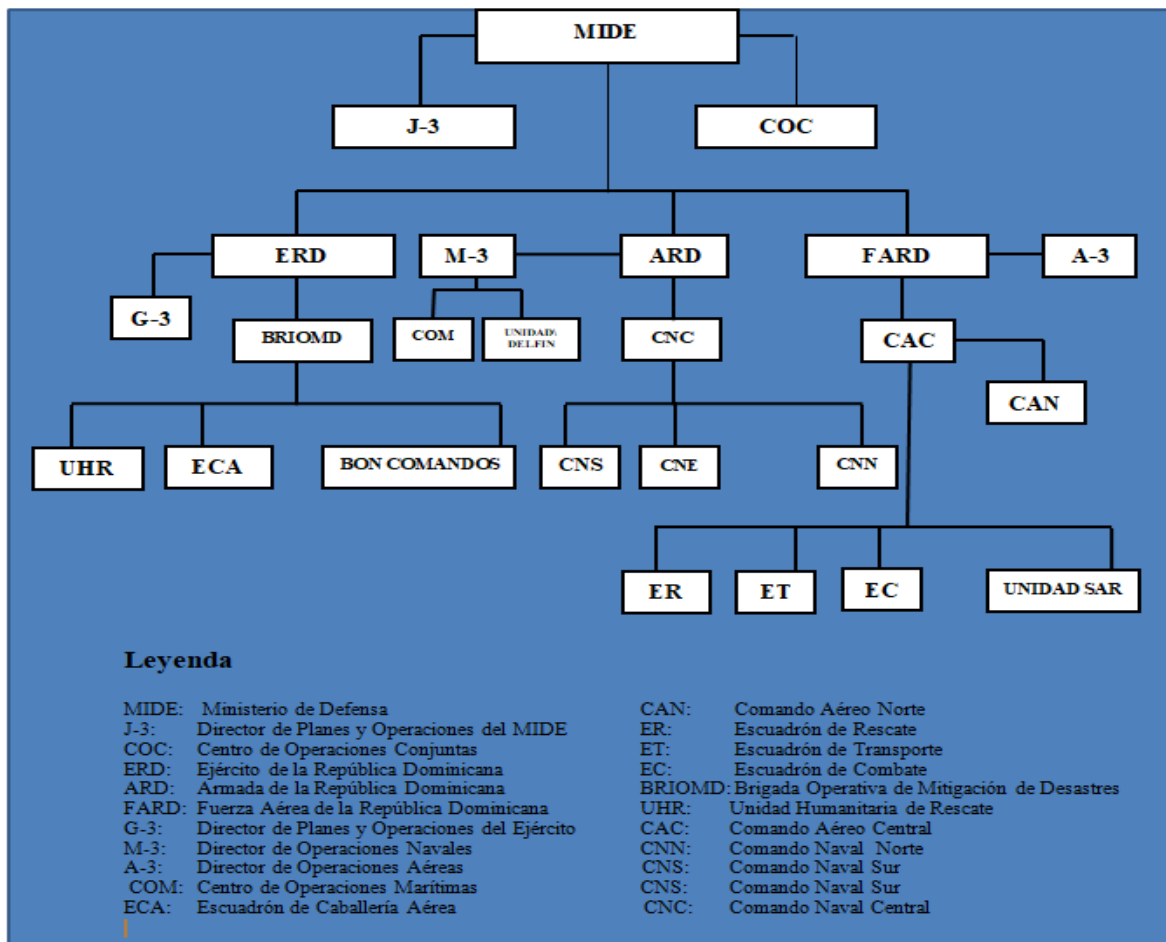 MIDE
J-3
COC
ERD
M-3
ARD
FARD
A-3
G-3
BRIOMD
COM
UNIDAD\
DELFIN
CNC
CAC
CAN
UHR
ECA
BON COMANDOS
CNS
CNE
CNN
ER
ET
EC
UNIDAD SAR
Leyenda
MIDE: Ministerio de Defensa
J-3: Director de Planes y Operaciones del MIDE
COC: Centro de Operaciones Conjuntas
ERD: Ejército de la República Dominicana
ARD: Armada de la República Dominicana
FARD: Fuerza Aérea de la República Dominicana
G-3: Director de Planes y Operaciones del Ejército
M-3: Director de Operaciones Navales
A-3: Director de Operaciones Aéreas
COM: Centro de Operaciones Marítimas
ECA: Escuadrón de Caballería Aérea
CAN: Comando Aéreo Norte
ER: Escuadrón de Rescate
ET: Escuadrón de Transporte
EC: Escuadrón de Combate
BRIOMD: Brigada Operativa de Mitigación de Desastres
UHR: Unidad Humanitaria de Rescate
CAC: Comando Aéreo Central
CNN: Comando Naval Norte
CNS: Comando Naval Sur
CNS: Comando Naval Sur
CNC: Comando Naval Central